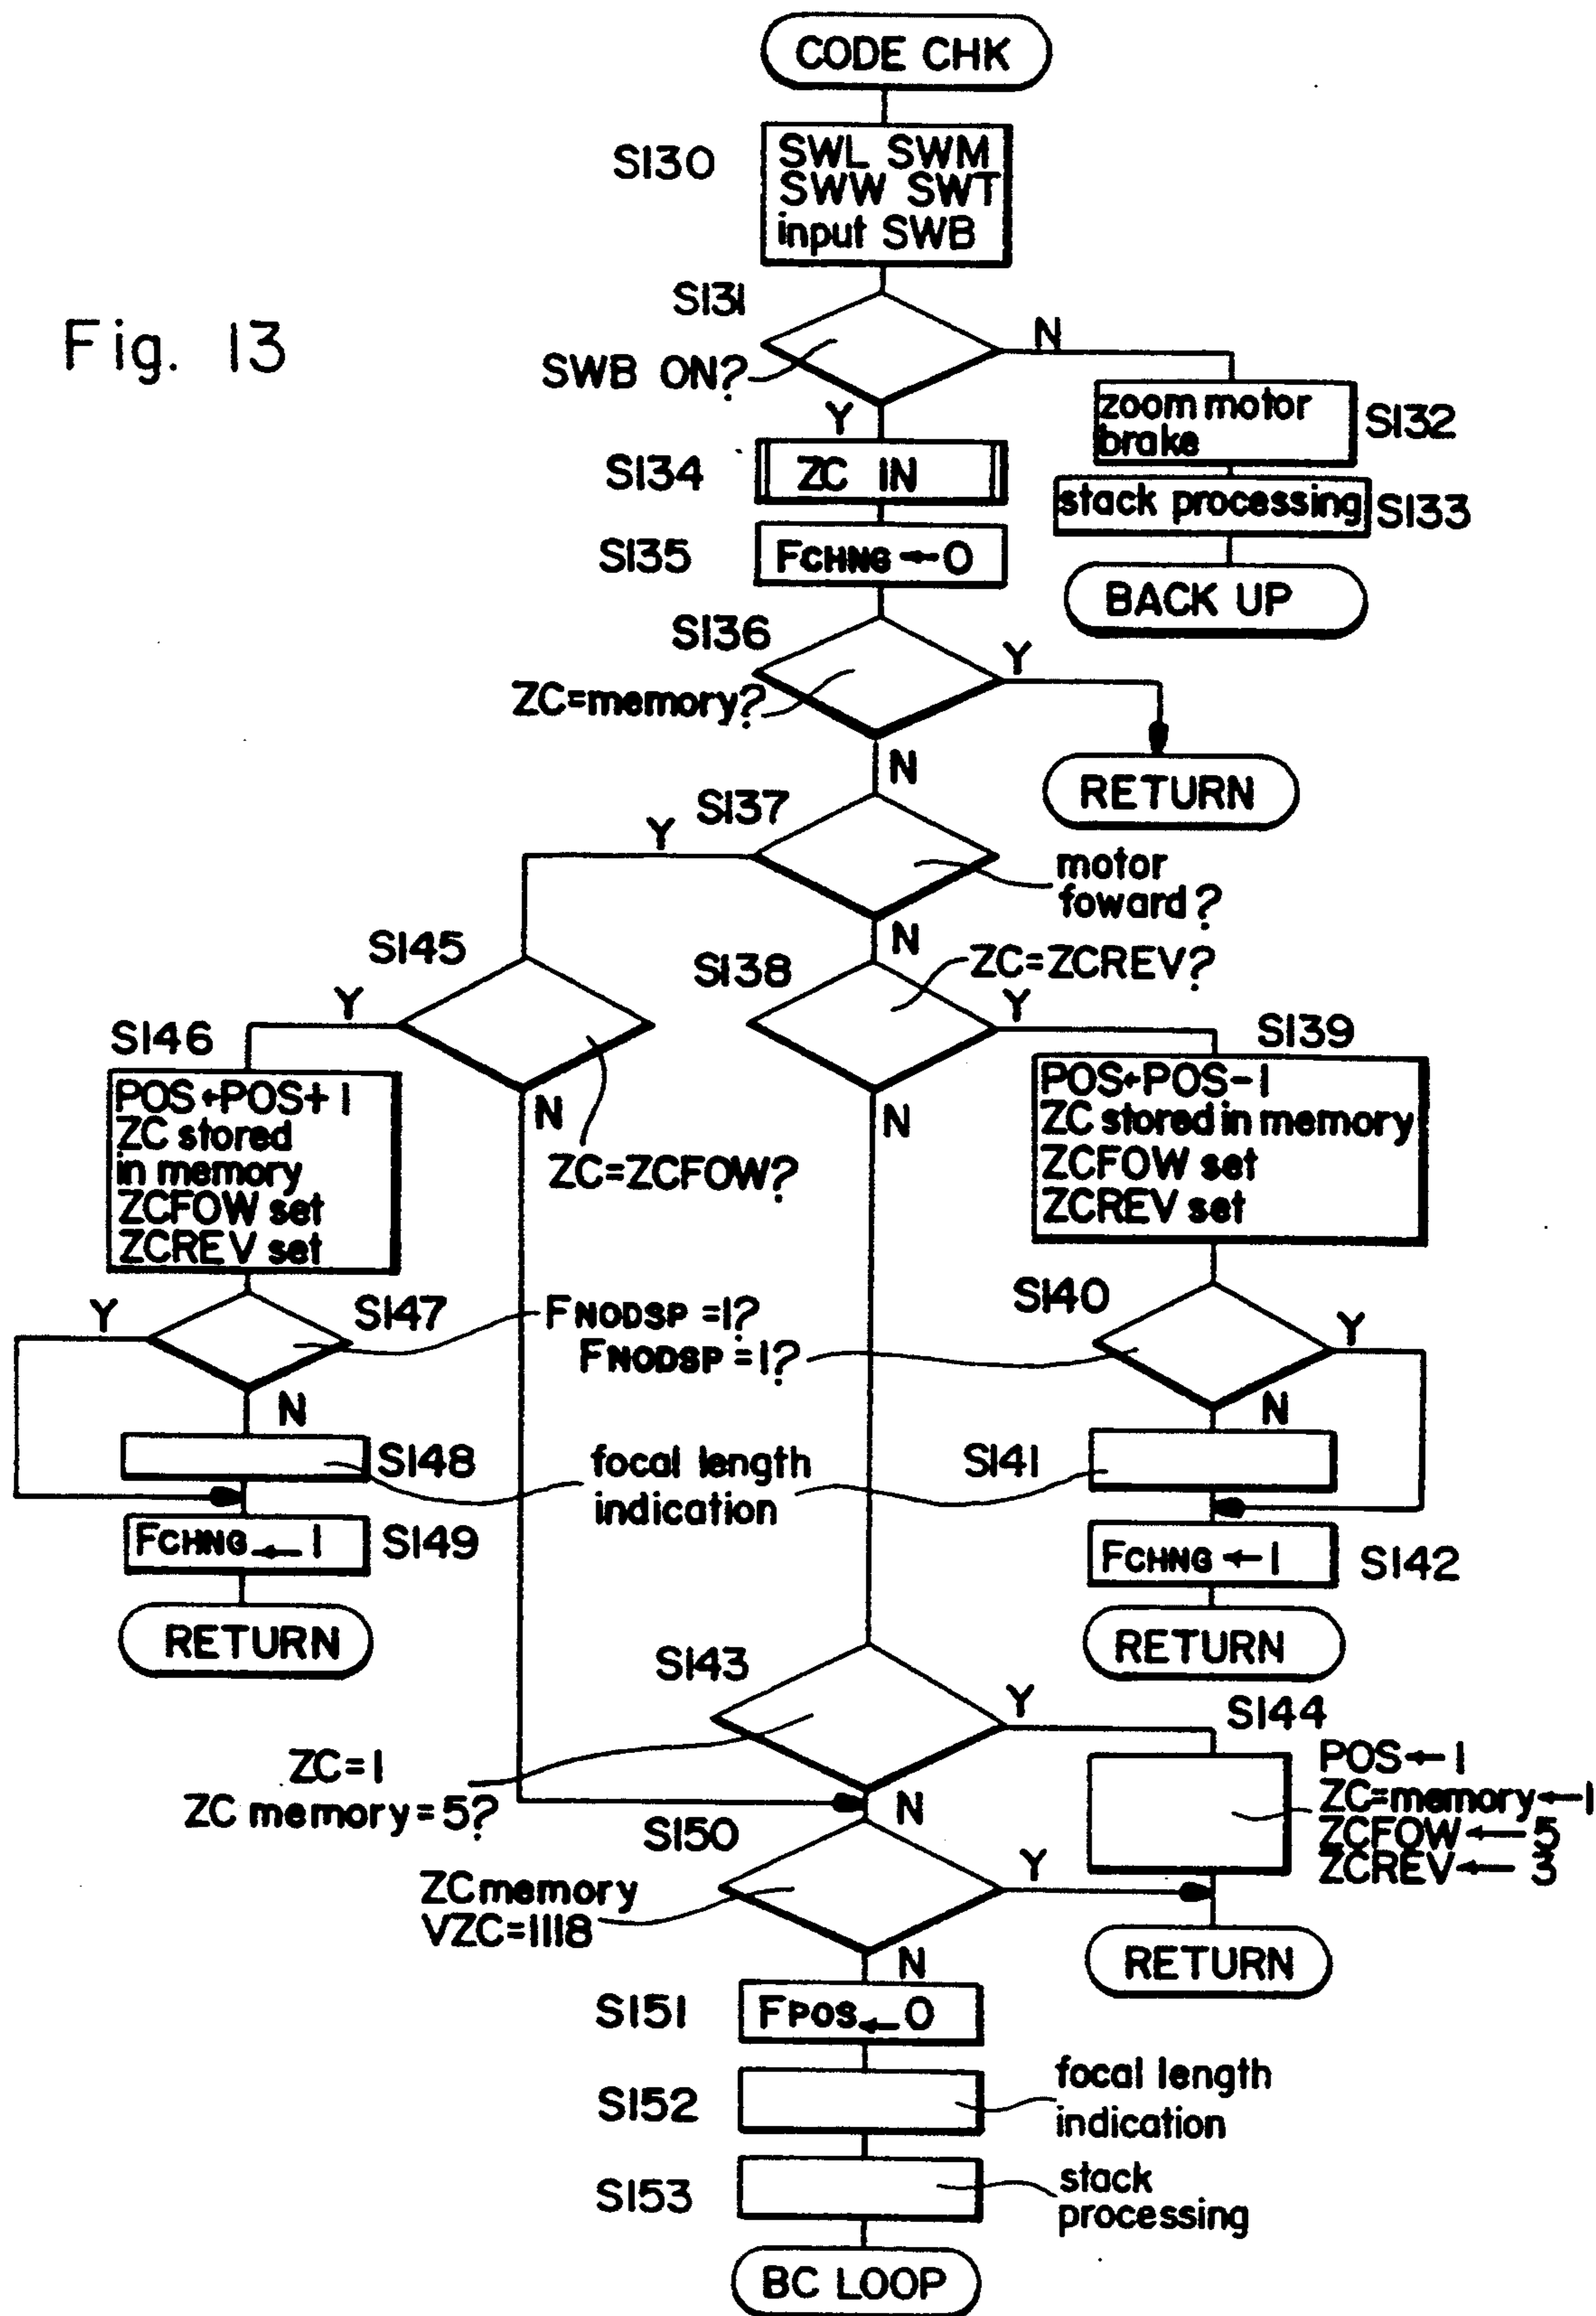 CODE CHK
S130
SWL SWM
SWW SWT
input SWB
Fig. 13
S131
SWB ON?
N
Y
zoom motor
brake
S132
S134
ZC IN
stack processing
S133
S135
FCHNG ← 0
BACK UP
S136
Y
ZC=memory?
N
RETURN
S137
Y
motor
foward?
N
S145
S138
ZC=ZCREV?
Y
Y
S146
S139
POS←POS+1
ZC stored
in memory
ZCFOW set
ZCREV set
N
ZC=ZCFOW?
N
POS←POS-1
ZC stored in memory
ZCFOW set
ZCREV set
Y
S147
FNODSP =1?
FNODSP =1?
S140
Y
N
N
S148
focal length
indication
S141
FCHNG ← 1
S149
FCHNG ← 1
S142
RETURN
RETURN
S143
Y
S144
ZC=1
ZC memory=5?
N
POS←1
ZC=memory←1
ZCFOW←5
ZCREV←3
S150
ZC memory
VZC=1118
Y
N
RETURN
S151
FPOS←0
S152
focal length
indication
S153
stack
processing
BC LOOP